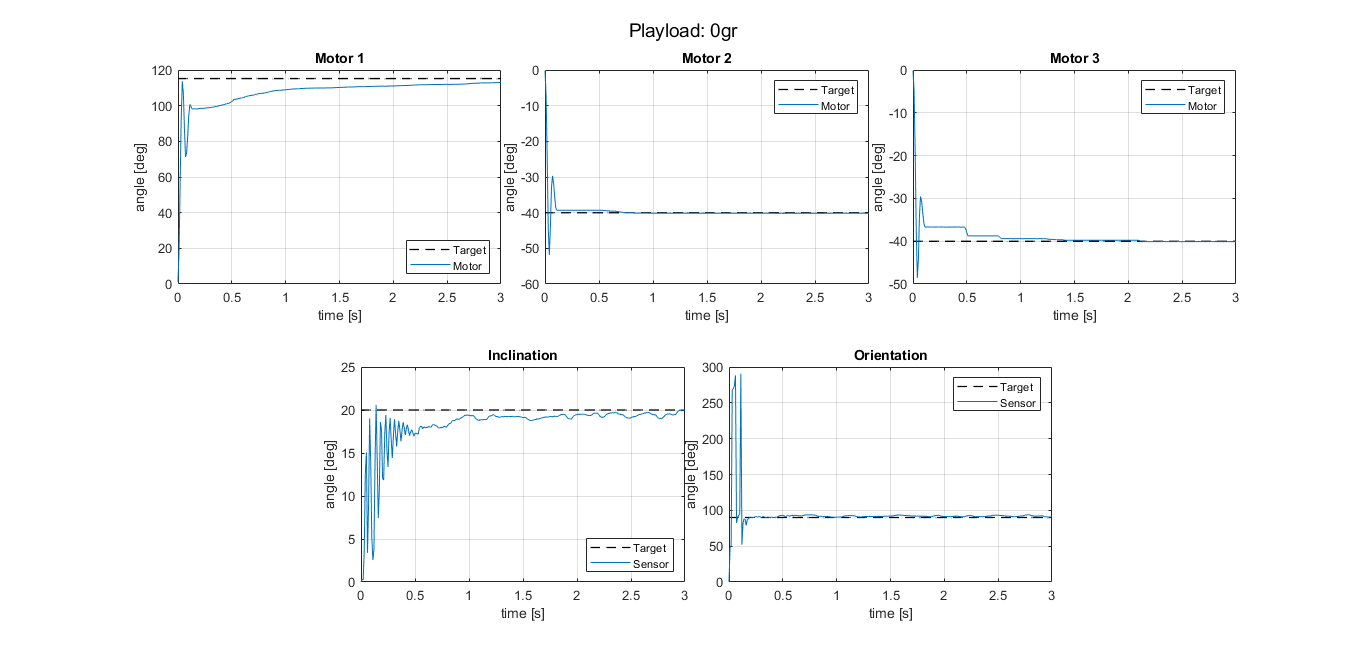 Playload: 0gr
Motor 1
angle [deg]
120
100
80
60
40
20
0
0 0.5 1 1.5 2 2.5 3
time [s]
Target
Motor
Motor 2
angle [deg]
0
-10
-20
-30
-40
-50
-60
0 0.5 1 1.5 2 2.5 3
time [s]
Target
Motor
Motor 3
angle [deg]
0
-10
-20
-30
-40
-50
0 0.5 1 1.5 2 2.5 3
time [s]
Target
Motor
Inclination
angle [deg]
25
20
15
10
5
0
0 0.5 1 1.5 2 2.5 3
time [s]
Target
Sensor
Orientation
angle [deg]
300
250
200
150
100
50
0
0 0.5 1 1.5 2 2.5 3
time [s]
Target
Sensor